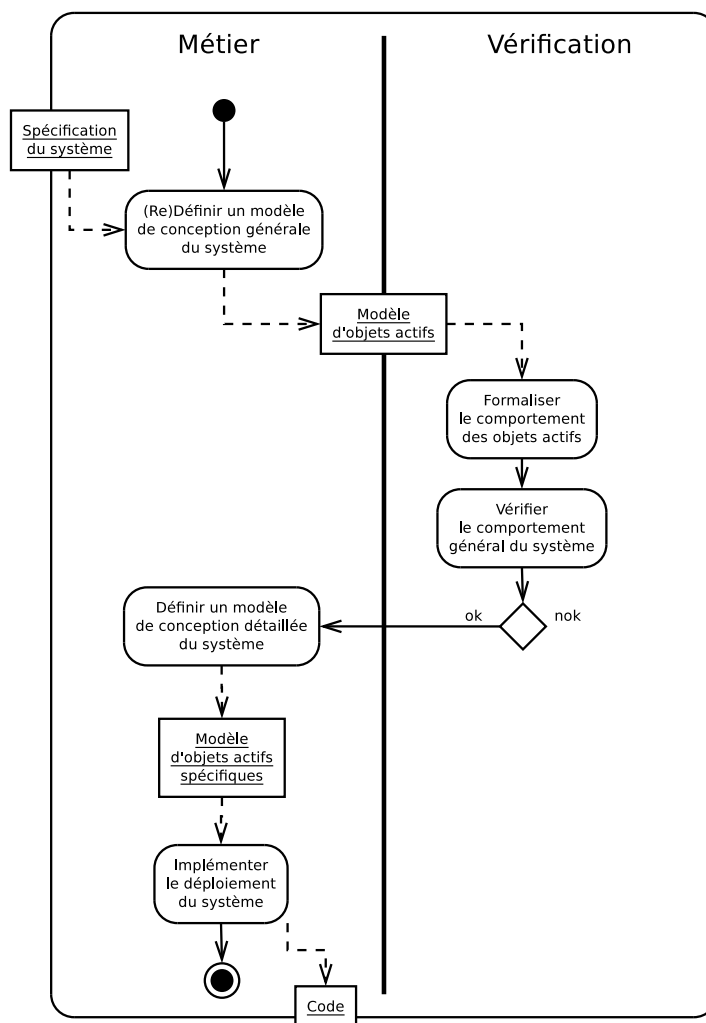 Métier
Vérification
Spécification
du système
(Re)Définir un modèle
de conception générale
du système
Modèle
d'objets actifs
Formaliser
le comportement
des objets actifs
Vérifier
le comportement
général du système
ok
nok
Définir un modèle
de conception détaillée
du système
Modèle
d'objets actifs
spécifiques
Implémenter
le déploiement
du système
Code